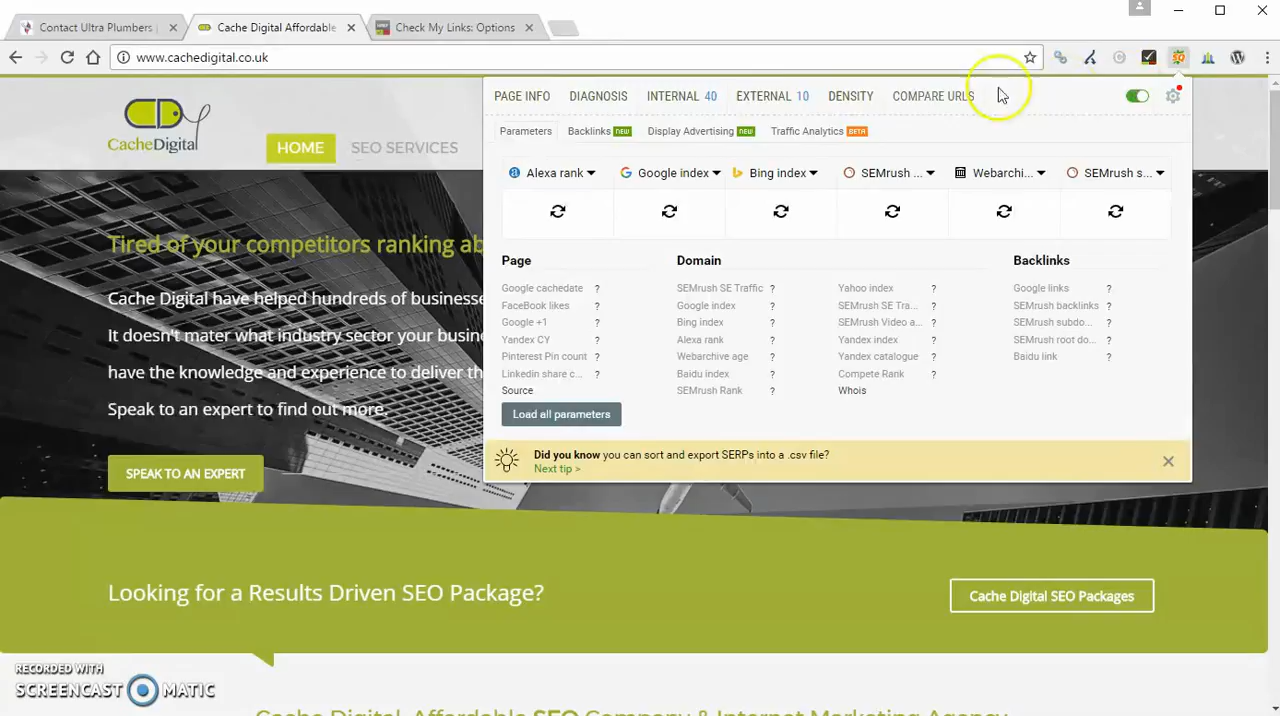 Contact Ultra Plumbers
Cache Digital Affordable
Check My Links: Options
www.cachedigital.co.uk
PAGE INFO DIAGNOSIS INTERNAL 40 EXTERNAL 10 DENSITY COMPARE URLS
Parameters Backlinks NEW Display Advertising NEW Traffic Analytics BETA
CacheDigital
HOME SEO SERVICES
Alexa rank Google index Bing index SEMrush ... Webarchi... SEMrush s...
Tired of your competitors ranking ab
Cache Digital have helped hundreds of businesse
It doesn't mater what industry sector your busin
have the knowledge and experience to deliver th
Speak to an expert to find out more.
SPEAK TO AN EXPERT
Page Domain Backlinks
Google cachedate ? SEMrush SE Traffic ? Yahoo index ? Google links ?
FaceBook likes ? Google index ? SEMrush SE Tra... ? SEMrush backlinks ?
Google +1 ? Bing index ? SEMrush Video a... ? SEMrush subdo... ?
Yandex CY ? Alexa rank ? Yandex index ? SEMrush root do... ?
Pinterest Pin count ? Webarchive age ? Yandex catalogue ? Baidu link ?
Linkedin share c... ? Baidu index ? Compete Rank ?
Source SEMrush Rank ? Whois
Load all parameters
Did you know you can sort and export SERPs into a .csv file?
Next tip >
Looking for a Results Driven SEO Package?
Cache Digital SEO Packages
RECORDED WITH
SCREENCAST MATIC
Cache Digital, Affordable SEO Company & Internet Marketing Agency